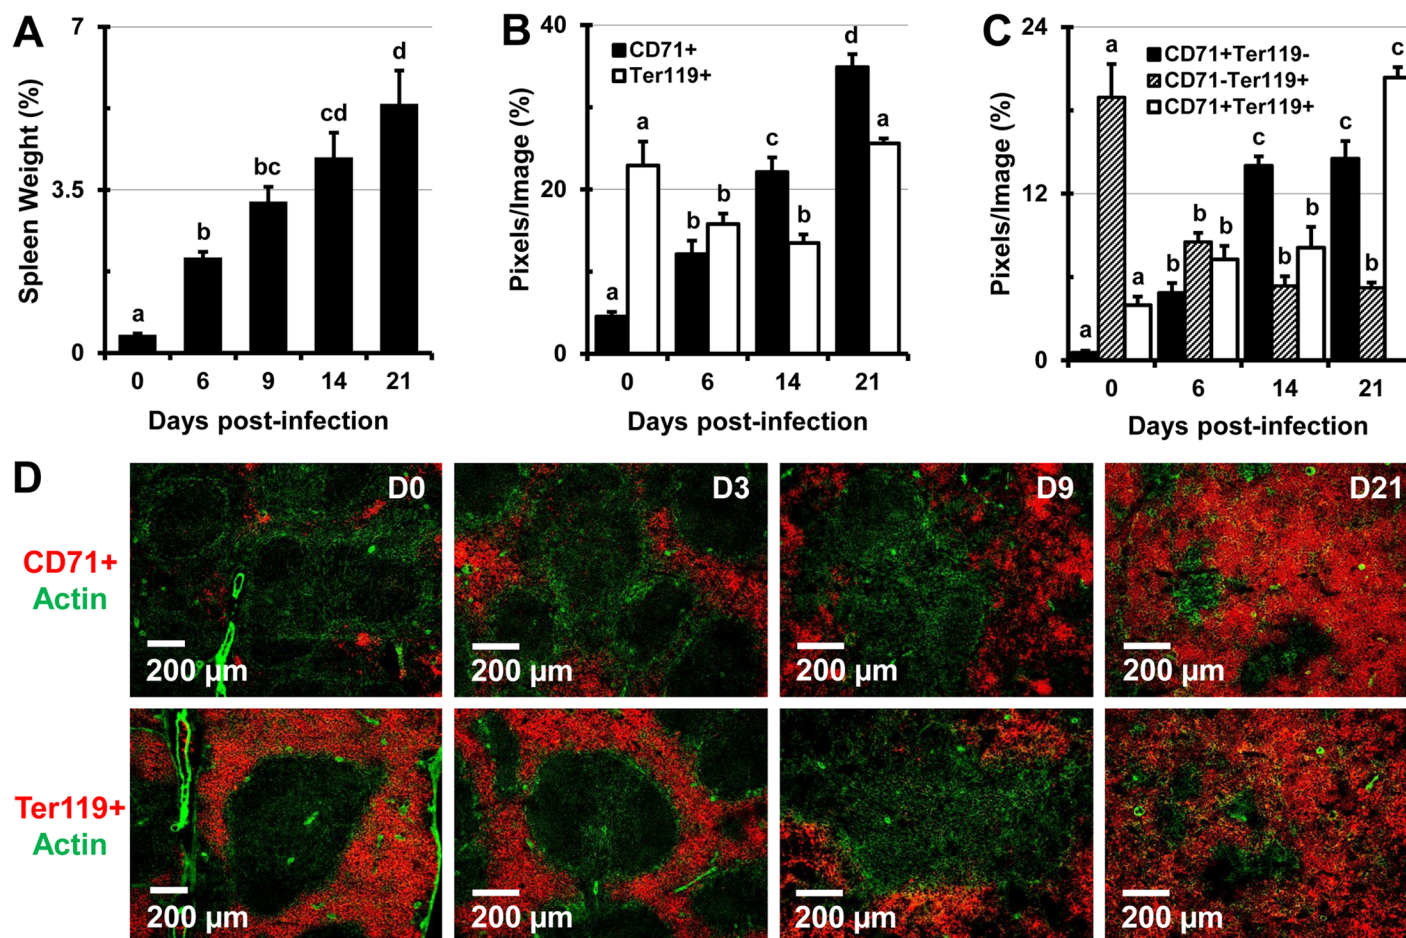 A
7
3.5
0
Spleen Weight (%)
a
b
bc
cd
d
0 6 9 14 21
Days post-infection
B
40
20
0
Pixels/Image (%)
CD71+
Ter119+
a
a
b
b
c
b
d
a
0 6 14 21
Days post-infection
C
24
12
0
Pixels/Image (%)
CD71+Ter119-
CD71-Ter119+
CD71+Ter119+
a
a
a
b
b
b
c
b
b
c
b
c
0 6 14 21
Days post-infection
D
CD71+
Actin
D0
200 µm
D3
200 µm
D9
200 µm
D21
200 µm
Ter119+
Actin
200 µm
200 µm
200 µm
200 µm